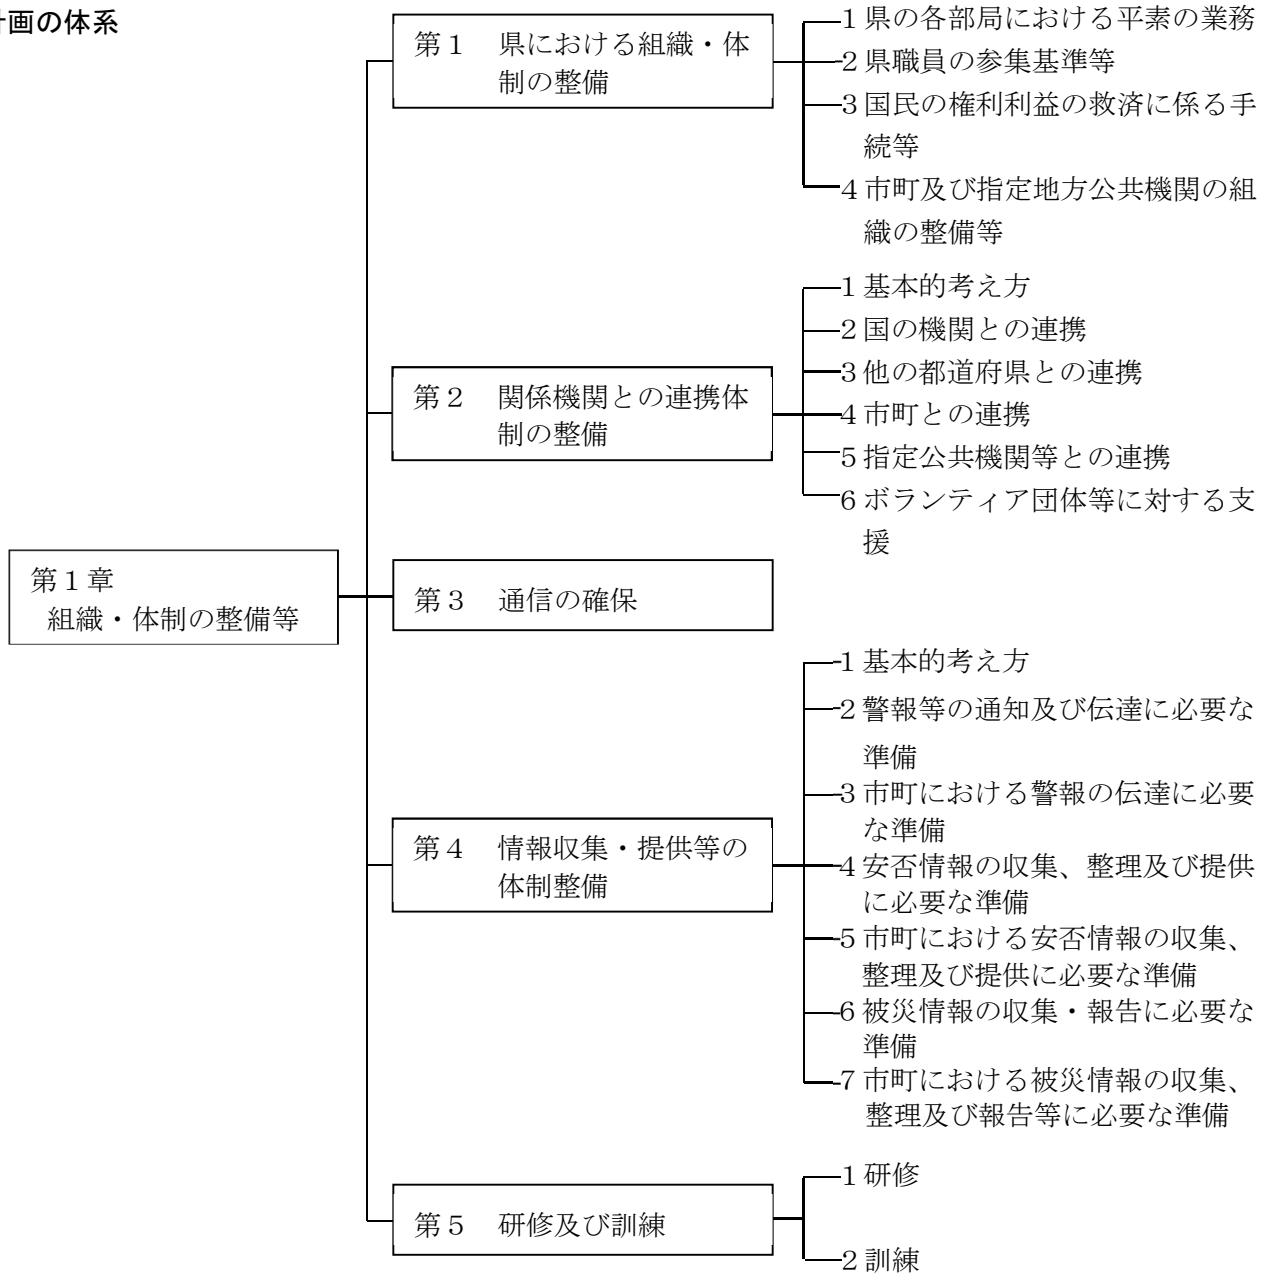 画の体系
第１章
組織・体制の整備等
第１　県における組織・体
制の整備
１県の各部局における平素の業務
２県職員の参集基準等
３国民の権利利益の救済に係る手
続等
４市町及び指定地方公共機関の組
織の整備等
第２　関係機関との連携体
制の整備
１基本的考え方
２国の機関との連携
３他の都道府県との連携
４市町との連携
５指定公共機関等との連携
６ボランティア団体等に対する支
援
第３　通信の確保
第４　情報収集・提供等の
体制整備
１基本的考え方
２警報等の通知及び伝達に必要な
準備
３市町における警報の伝達に必要
な準備
４安否情報の収集、整理及び提供
に必要な準備
５市町における安否情報の収集、
整理及び提供に必要な準備
６被災情報の収集・報告に必要な
準備
７市町における被災情報の収集、
整理及び報告等に必要な準備
第５　研修及び訓練
１研修
２訓練